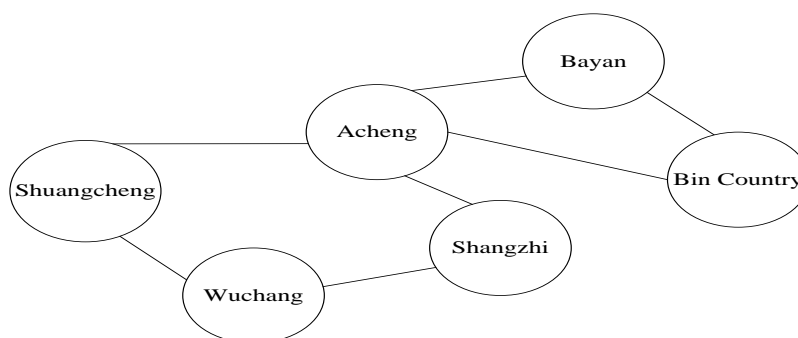 Bayan
Acheng
Bin Country
Shuangcheng
Shangzhi
Wuchang